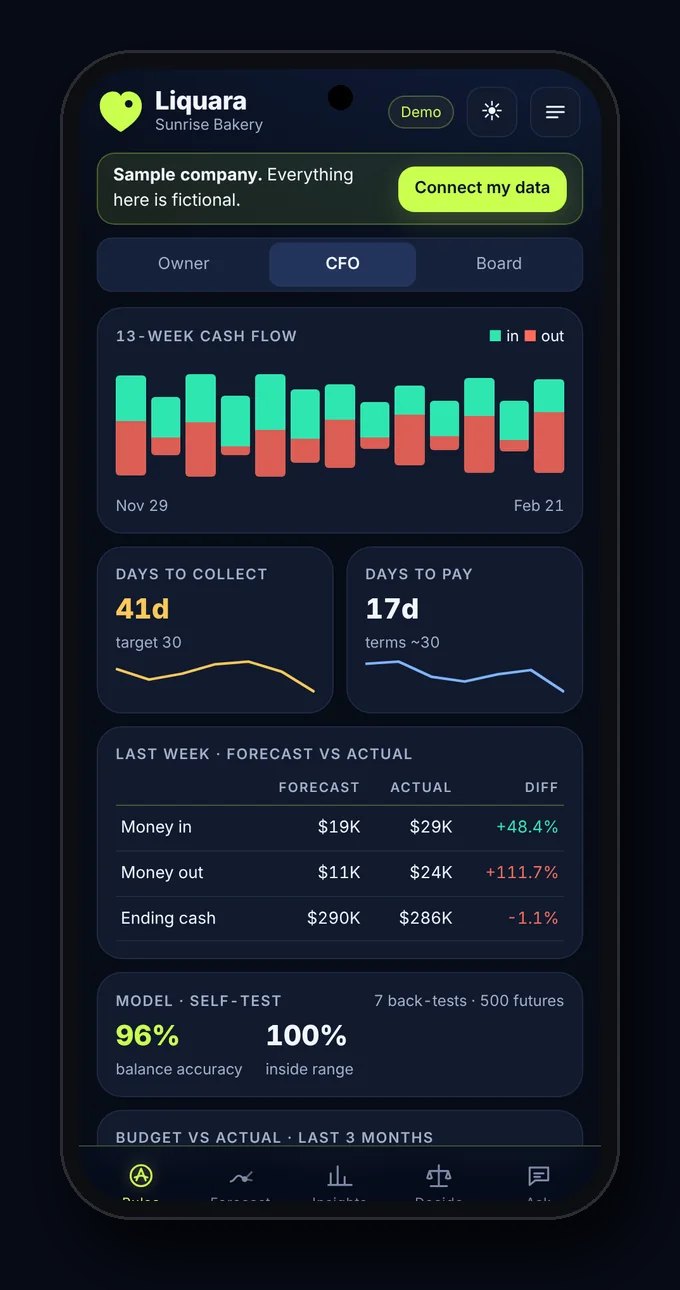 Liquara
Sunrise Bakery
Demo
Sample company. Everything
here is fictional.
Connect my data
Owner
CFO
Board
13-WEEK CASH FLOW
in out
Nov 29
Feb 21
DAYS TO COLLECT
41d
target 30
DAYS TO PAY
17d
terms ~30
LAST WEEK · FORECAST VS ACTUAL
FORECAST ACTUAL DIFF
Money in $19K $29K +48.4%
Money out $11K $24K +111.7%
Ending cash $290K $286K -1.1%
MODEL · SELF-TEST
7 back-tests · 500 futures
96%
balance accuracy
100%
inside range
BUDGET VS ACTUAL · LAST 3 MONTHS
Forecast Insights Decide Ask